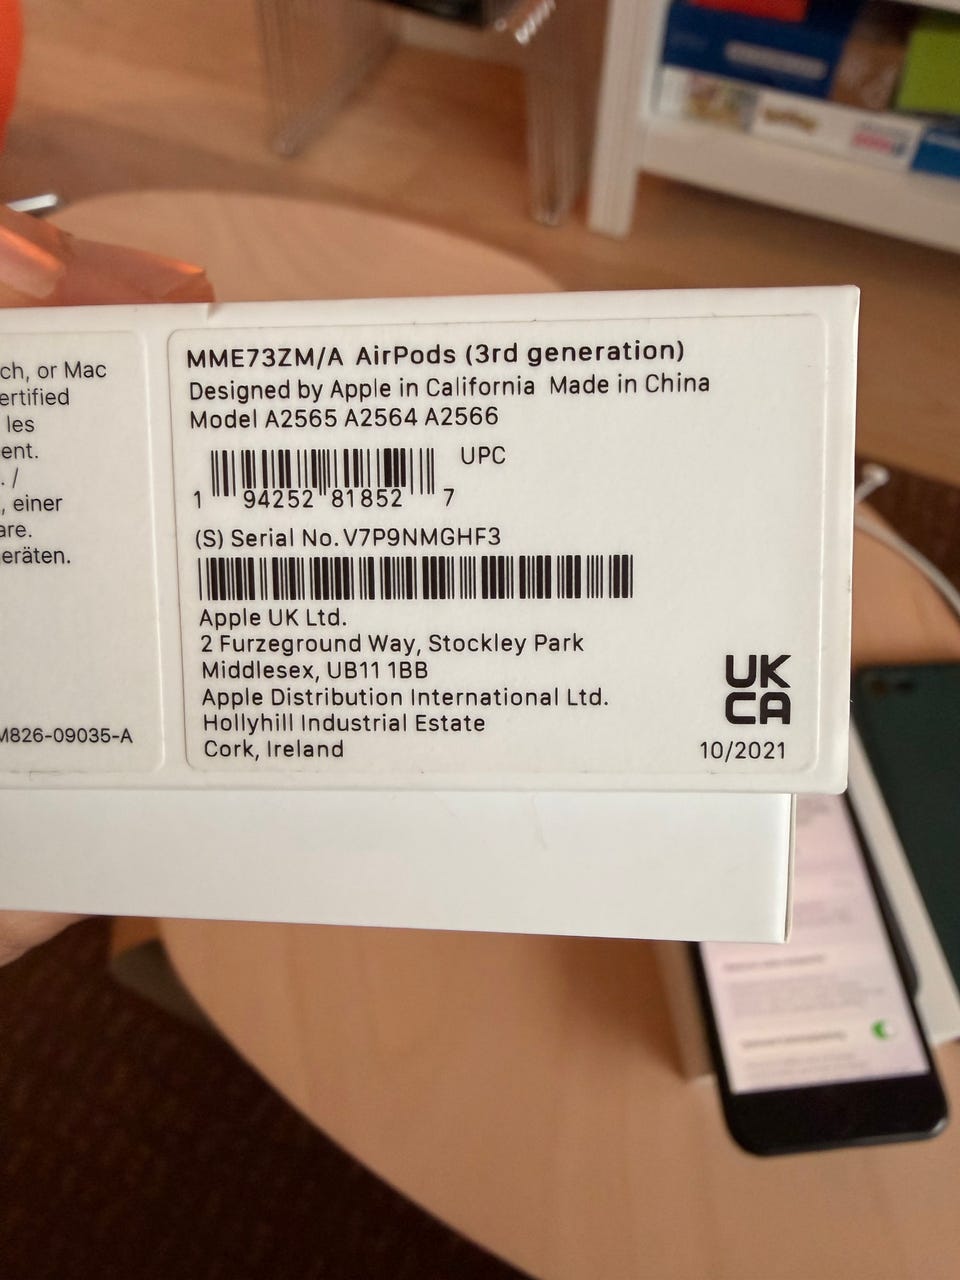 ch, or Mac
ertified
les
ent.
. /
, einer
are.
eräten.
M826-09035-A
MME73ZM/A AirPods (3rd generation)
Designed by Apple in California Made in China
Model A2565 A2564 A2566
UPC
1 94252 81852 7
(S) Serial No. V7P9NMGHF3
Apple UK Ltd.
2 Furzeground Way, Stockley Park
Middlesex, UB11 1BB
Apple Distribution International Ltd.
Hollyhill Industrial Estate
Cork, Ireland
UK
CA
10/2021